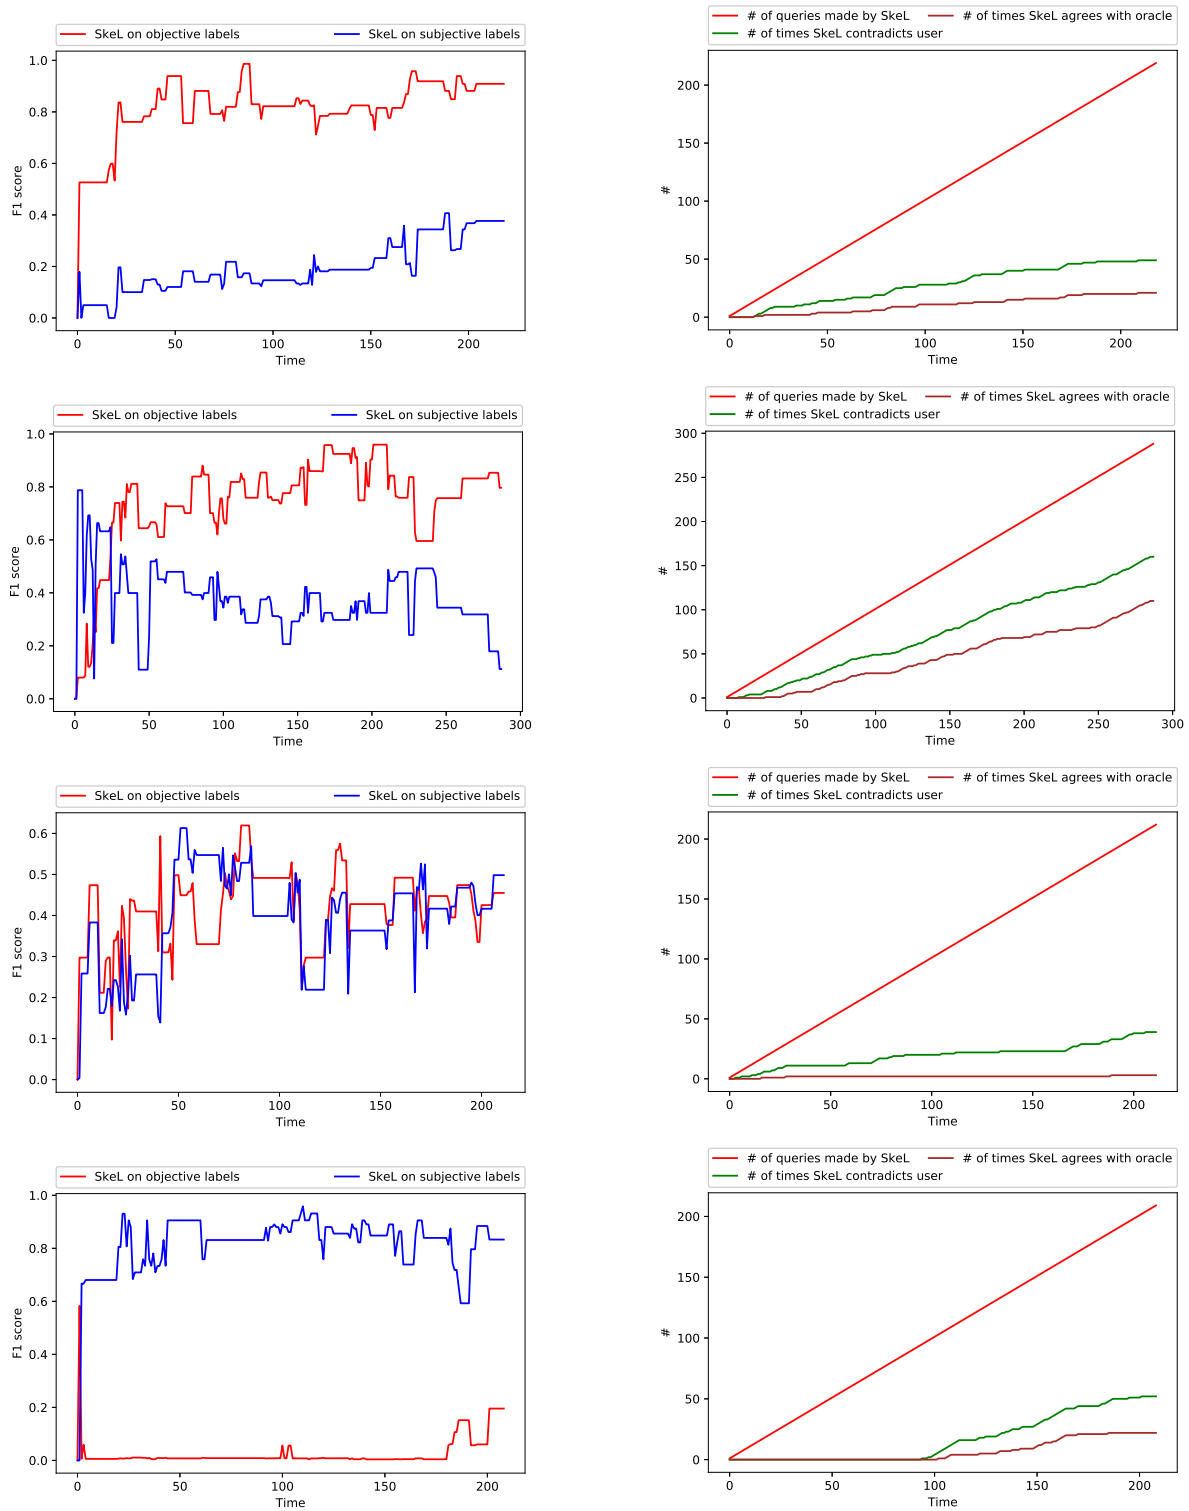 SkeL on objective labels SkeL on subjective labels
1.0
0.8
0.6
0.4
0.2
0.0
F1 score
0 50 100 150 200
Time
# of queries made by SkeL # of times SkeL agrees with oracle
# of times SkeL contradicts user
200
150
100
50
0
#
0 50 100 150 200
Time
SkeL on objective labels SkeL on subjective labels
1.0
0.8
0.6
0.4
0.2
0.0
F1 score
0 50 100 150 200 250 300
Time
# of queries made by SkeL # of times SkeL agrees with oracle
# of times SkeL contradicts user
300
250
200
150
100
50
0
#
0 50 100 150 200 250 300
Time
SkeL on objective labels SkeL on subjective labels
0.6
0.5
0.4
0.3
0.2
0.1
0.0
F1 score
0 50 100 150 200
Time
# of queries made by SkeL # of times SkeL agrees with oracle
# of times SkeL contradicts user
200
150
100
50
0
#
0 50 100 150 200
Time
SkeL on objective labels SkeL on subjective labels
1.0
0.8
0.6
0.4
0.2
0.0
F1 score
0 50 100 150 200
Time
# of queries made by SkeL # of times SkeL agrees with oracle
# of times SkeL contradicts user
200
150
100
50
0
#
0 50 100 150 200
Time